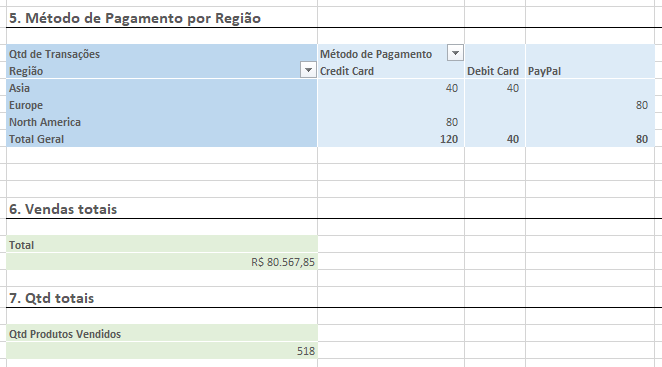 5. Método de Pagamento por Região
Qtd de Transações Método de Pagamento
Região Credit Card Debit Card PayPal
Asia 40 40
Europe 80
North America 80
Total Geral 120 40 80
6. Vendas totais
Total
R$ 80.567,85
7. Qtd totais
Qtd Produtos Vendidos
518